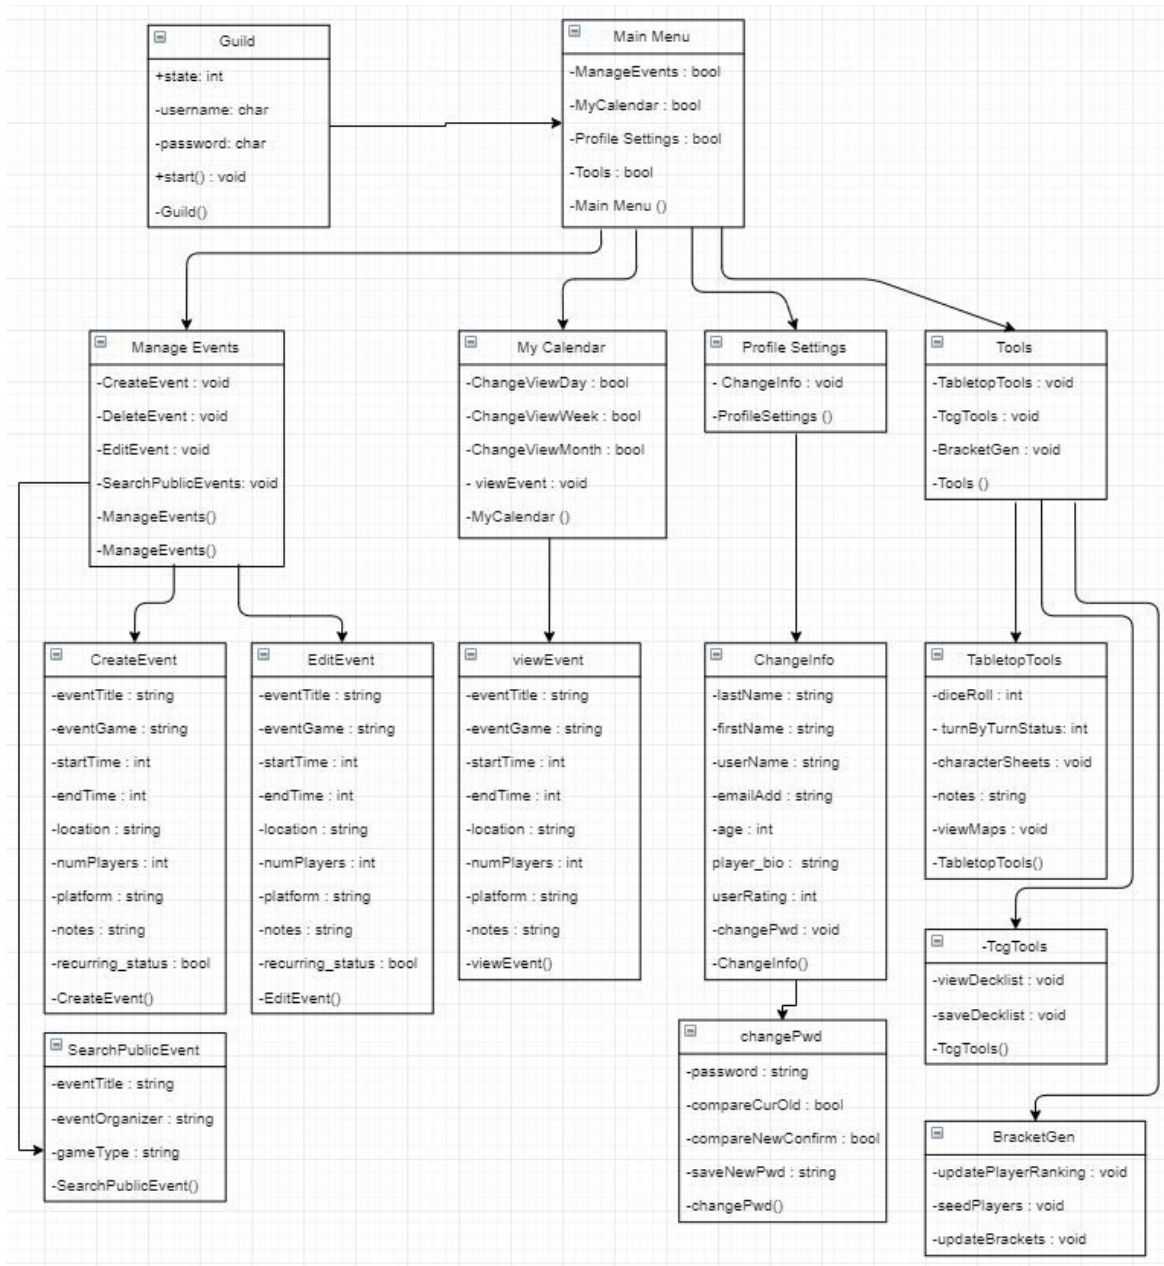 Guild
+state: int
-username: char
-password: char
+start() : void
-Guild()
Main Menu
-ManageEvents : bool
-MyCalendar : bool
-Profile Settings : bool
-Tools : bool
-Main Menu ()
Manage Events
-CreateEvent : void
-DeleteEvent : void
-EditEvent : void
-SearchPublicEvents: void
-ManageEvents()
-ManageEvents()
My Calendar
-ChangeViewDay : bool
-ChangeViewWeek : bool
-ChangeViewMonth : bool
- viewEvent : void
-MyCalendar ()
Profile Settings
- ChangeInfo : void
-ProfileSettings ()
Tools
-TabletopTools : void
-TcgTools : void
-BracketGen : void
-Tools ()
CreateEvent
-eventTitle : string
-eventGame : string
-startTime : int
-endTime : int
-location : string
-numPlayers : int
-platform : string
-notes : string
-recurring_status : bool
-CreateEvent()
EditEvent
-eventTitle : string
-eventGame : string
-startTime : int
-endTime : int
-location : string
-numPlayers : int
-platform : string
-notes : string
-recurring_status : bool
-EditEvent()
viewEvent
-eventTitle : string
-eventGame : string
-startTime : int
-endTime : int
-location : string
-numPlayers : int
-platform : string
-notes : string
-viewEvent()
ChangeInfo
-lastName : string
-firstName : string
-userName : string
-emailAdd : string
-age : int
player_bio : string
userRating : int
-changePwd : void
-ChangeInfo()
TabletopTools
-diceRoll : int
- turnByTurnStatus: int
-characterSheets : void
-notes : string
-viewMaps : void
-TabletopTools()
-TcgTools
-viewDecklist : void
-saveDecklist : void
-TcgTools()
SearchPublicEvent
-eventTitle : string
-eventOrganizer : string
-gameType : string
-SearchPublicEvent()
changePwd
-password : string
-compareCurOld : bool
-compareNewConfirm : bool
-saveNewPwd : string
-changePwd()
BracketGen
-updatePlayerRanking : void
-seedPlayers : void
-updateBrackets : void